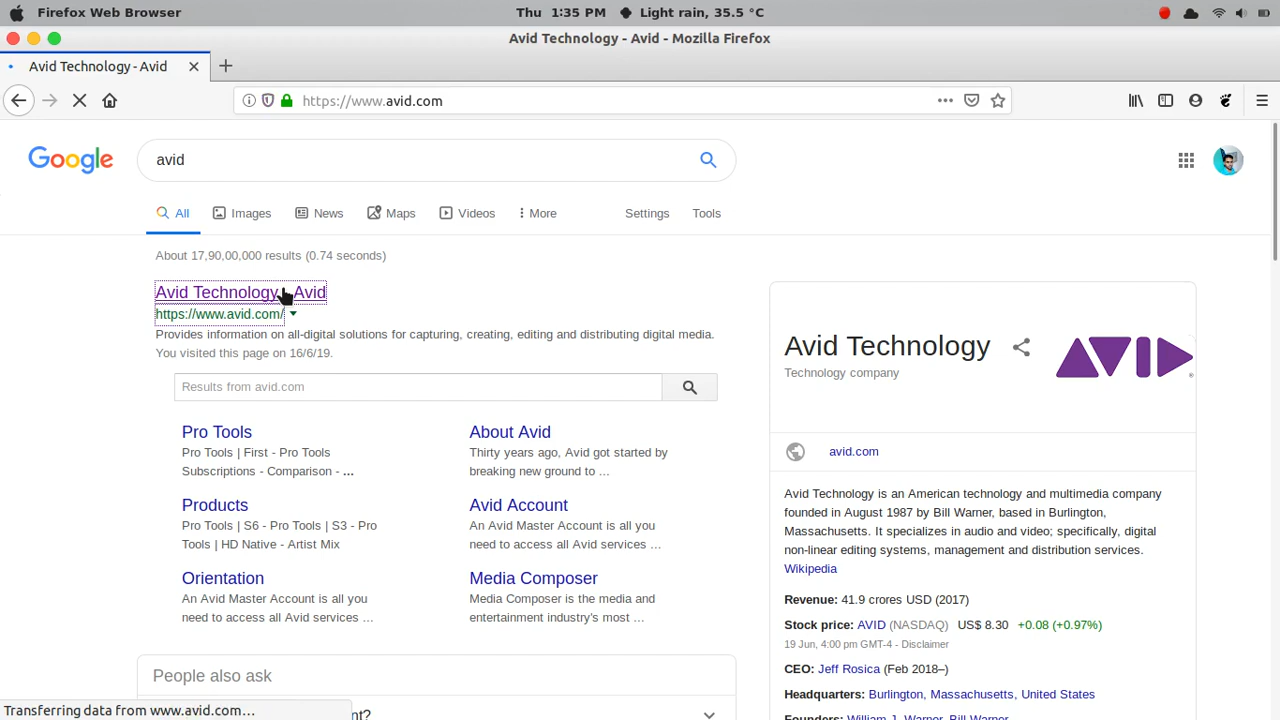 Firefox Web Browser
Thu 1:35 PM
Light rain, 35.5 °C
Avid Technology - Avid - Mozilla Firefox
Avid Technology - Avid
https://www.avid.com
Google
avid
All
Images
News
Maps
Videos
More
Settings
Tools
About 17,90,00,000 results (0.74 seconds)
Avid Technology - Avid
https://www.avid.com/
Provides information on all-digital solutions for capturing, creating, editing and distributing digital media.
You visited this page on 16/6/19.
Results from avid.com
Pro Tools
Pro Tools | First - Pro Tools
Subscriptions - Comparison - ...
About Avid
Thirty years ago, Avid got started by
breaking new ground to ...
Products
Pro Tools | S6 - Pro Tools | S3 - Pro
Tools | HD Native - Artist Mix
Avid Account
An Avid Master Account is all you
need to access all Avid services ...
Orientation
An Avid Master Account is all you
need to access all Avid services ...
Media Composer
Media Composer is the media and
entertainment industry's most ...
People also ask
Transferring data from www.avid.com…
Avid Technology
Technology company
AVID
avid.com
Avid Technology is an American technology and multimedia company
founded in August 1987 by Bill Warner, based in Burlington,
Massachusetts. It specializes in audio and video; specifically, digital
non-linear editing systems, management and distribution services.
Wikipedia
Revenue: 41.9 crores USD (2017)
Stock price: AVID (NASDAQ) US$ 8.30 +0.08 (+0.97%)
19 Jun, 4:00 pm GMT-4 - Disclaimer
CEO: Jeff Rosica (Feb 2018–)
Headquarters: Burlington, Massachusetts, United States
Founders: William J. Warner, Bill Warner